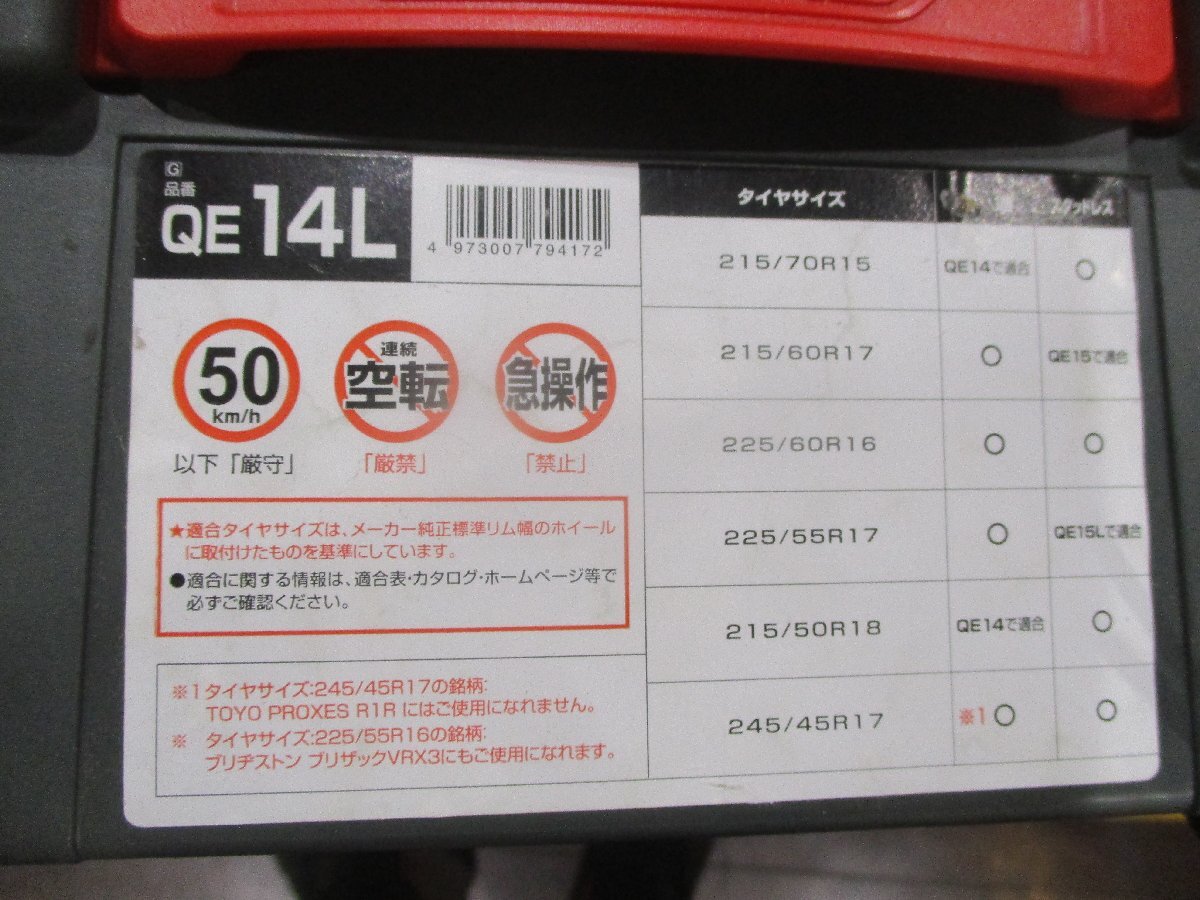 G
品番
QE14L
4 973007 794172
50
km/h
以下「厳守」
連続
空転
「厳禁」
急操作
「禁止」
★適合タイヤサイズは、メーカー純正標準リム幅のホイール
に取付けたものを基準にしています。
●適合に関する情報は、適合表・カタログ・ホームページ等で
必ずご確認ください。
※1タイヤサイズ:245/45R17の銘柄:
TOYO PROXES R1R にはご使用になれません。
※ タイヤサイズ:225/55R16の銘柄:
ブリヂストン ブリザックVRX3にもご使用になれます。
タイヤサイズ スタッドレス
215/70R15 QE14で適合 ○
215/60R17 ○ QE15で適合
225/60R16 ○ ○
225/55R17 ○ QE15Lで適合
215/50R18 QE14で適合 ○
245/45R17 ※1○ ○